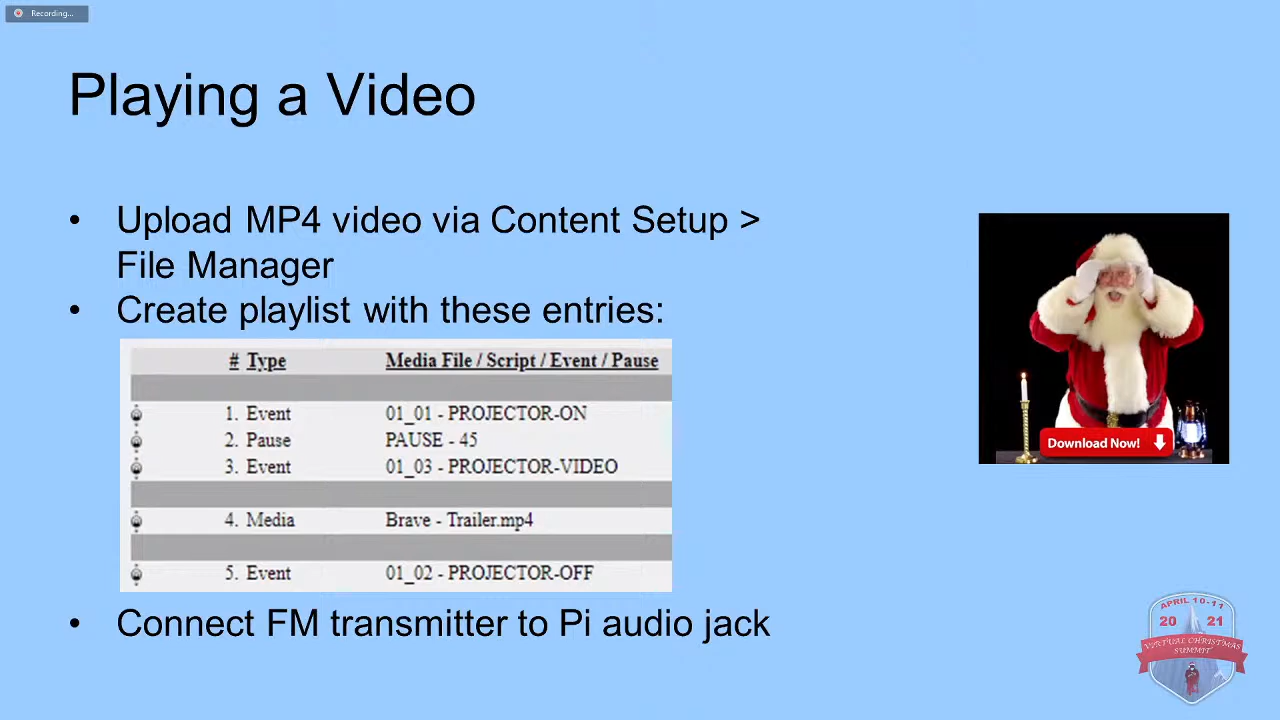 Recording...
Playing a Video
• Upload MP4 video via Content Setup >
File Manager
• Create playlist with these entries:
# Type Media File / Script / Event / Pause
1. Event 01_01 - PROJECTOR-ON
2. Pause PAUSE - 45
3. Event 01_03 - PROJECTOR-VIDEO
4. Media Brave - Trailer.mp4
5. Event 01_02 - PROJECTOR-OFF
Download Now!
• Connect FM transmitter to Pi audio jack
APRIL 10-11
20 21
VIRTUAL CHRISTMAS
SUMMIT